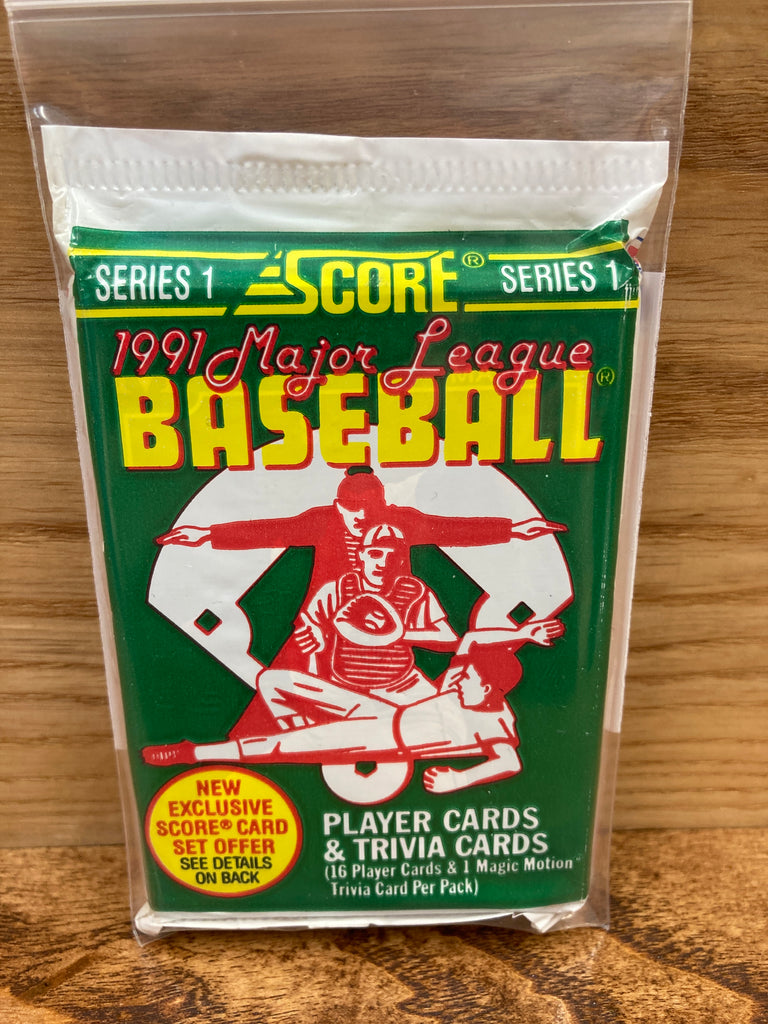 SERIES 1 SCORE® SERIES 1
1991 Major League
BASEBALL®
NEW
EXCLUSIVE
SCORE® CARD
SET OFFER
SEE DETAILS
ON BACK
PLAYER CARDS
& TRIVIA CARDS
(16 Player Cards & 1 Magic Motion
Trivia Card Per Pack)